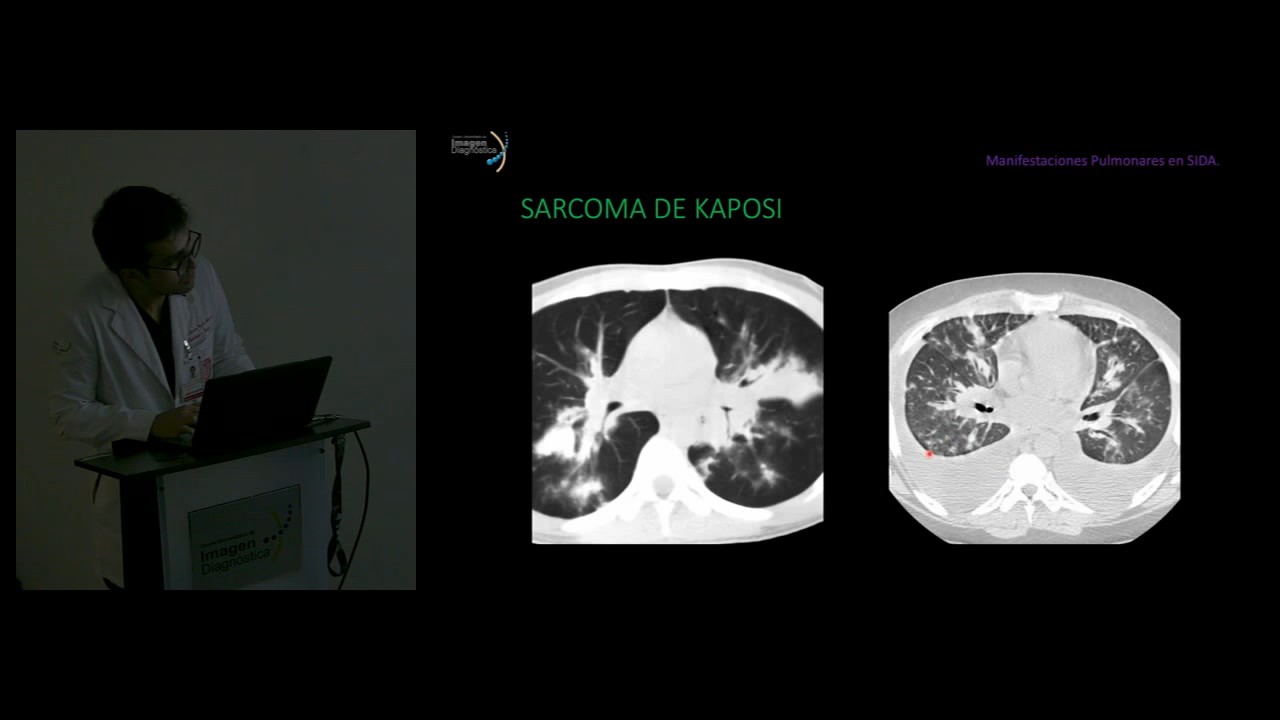 Imagen
Diagnóstica
Manifestaciones Pulmonares en SIDA.
SARCOMA DE KAPOSI
Imagen
Diagnóstica